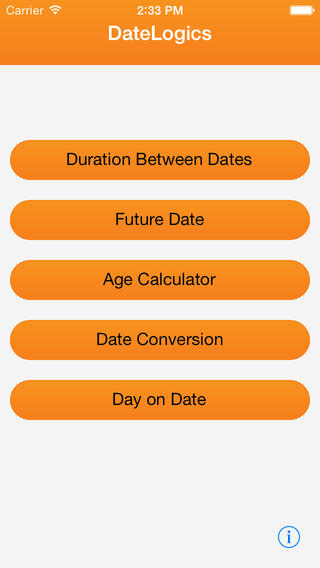 Carrier 2:33 PM
DateLogics
Duration Between Dates
Future Date
Age Calculator
Date Conversion
Day on Date
i